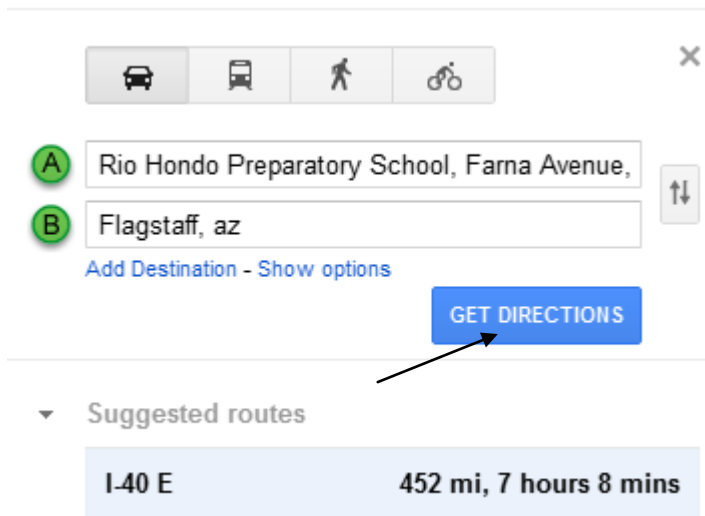 A Rio Hondo Preparatory School, Farna Avenue,
B Flagstaff, az
Add Destination - Show options
GET DIRECTIONS
Suggested routes
I-40 E 452 mi, 7 hours 8 mins